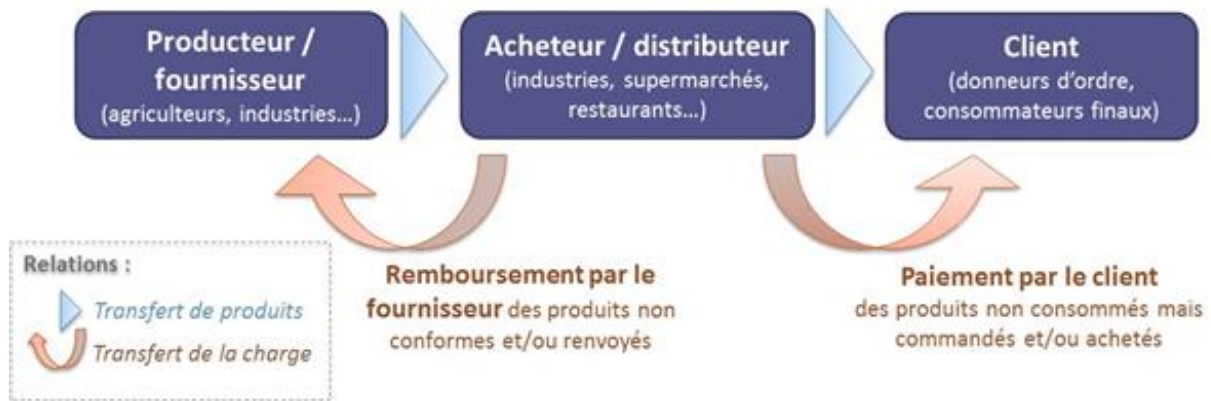 Producteur /
fournisseur
(agriculteurs, industries…)
Acheteur / distributeur
(industries, supermarchés,
restaurants…)
Client
(donneurs d'ordre,
consommateurs finaux)
Relations :
Transfert de produits
Transfert de la charge
Remboursement par le
fournisseur des produits non
conformes et/ou renvoyés
Paiement par le client
des produits non consommés mais
commandés et/ou achetés